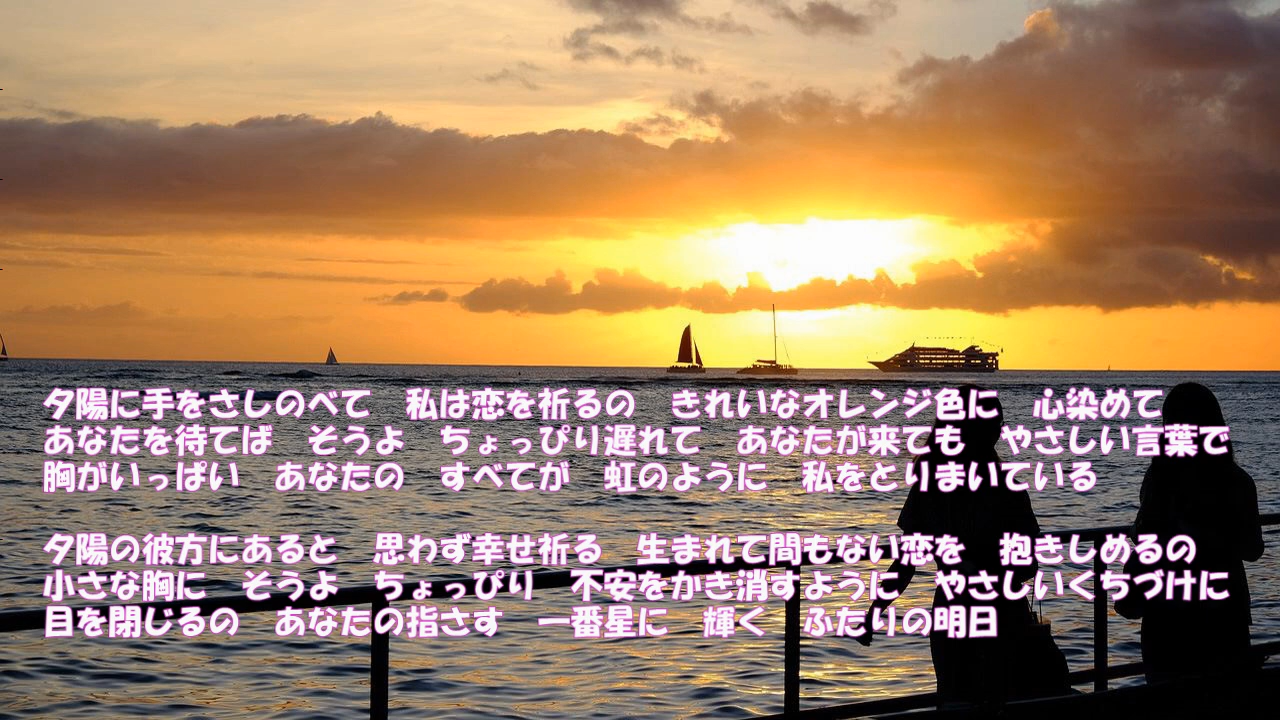 夕陽に手をさしのべて　私は恋を祈るの　きれいなオレンジ色に　心染めて
あなたを待てば　そうよ　ちょっぴり遅れて　あなたが来ても　やさしい言葉で
胸がいっぱい　あなたの　すべてが　虹のように　私をとりまいている
夕陽の彼方にあると　思わず幸せ祈る　生まれて間もない恋を　抱きしめるの
小さな胸に　そうよ　ちょっぴり　不安をかき消すように　やさしいくちづけに
目を閉じるの　あなたの指さす　一番星に　輝く　ふたりの明日